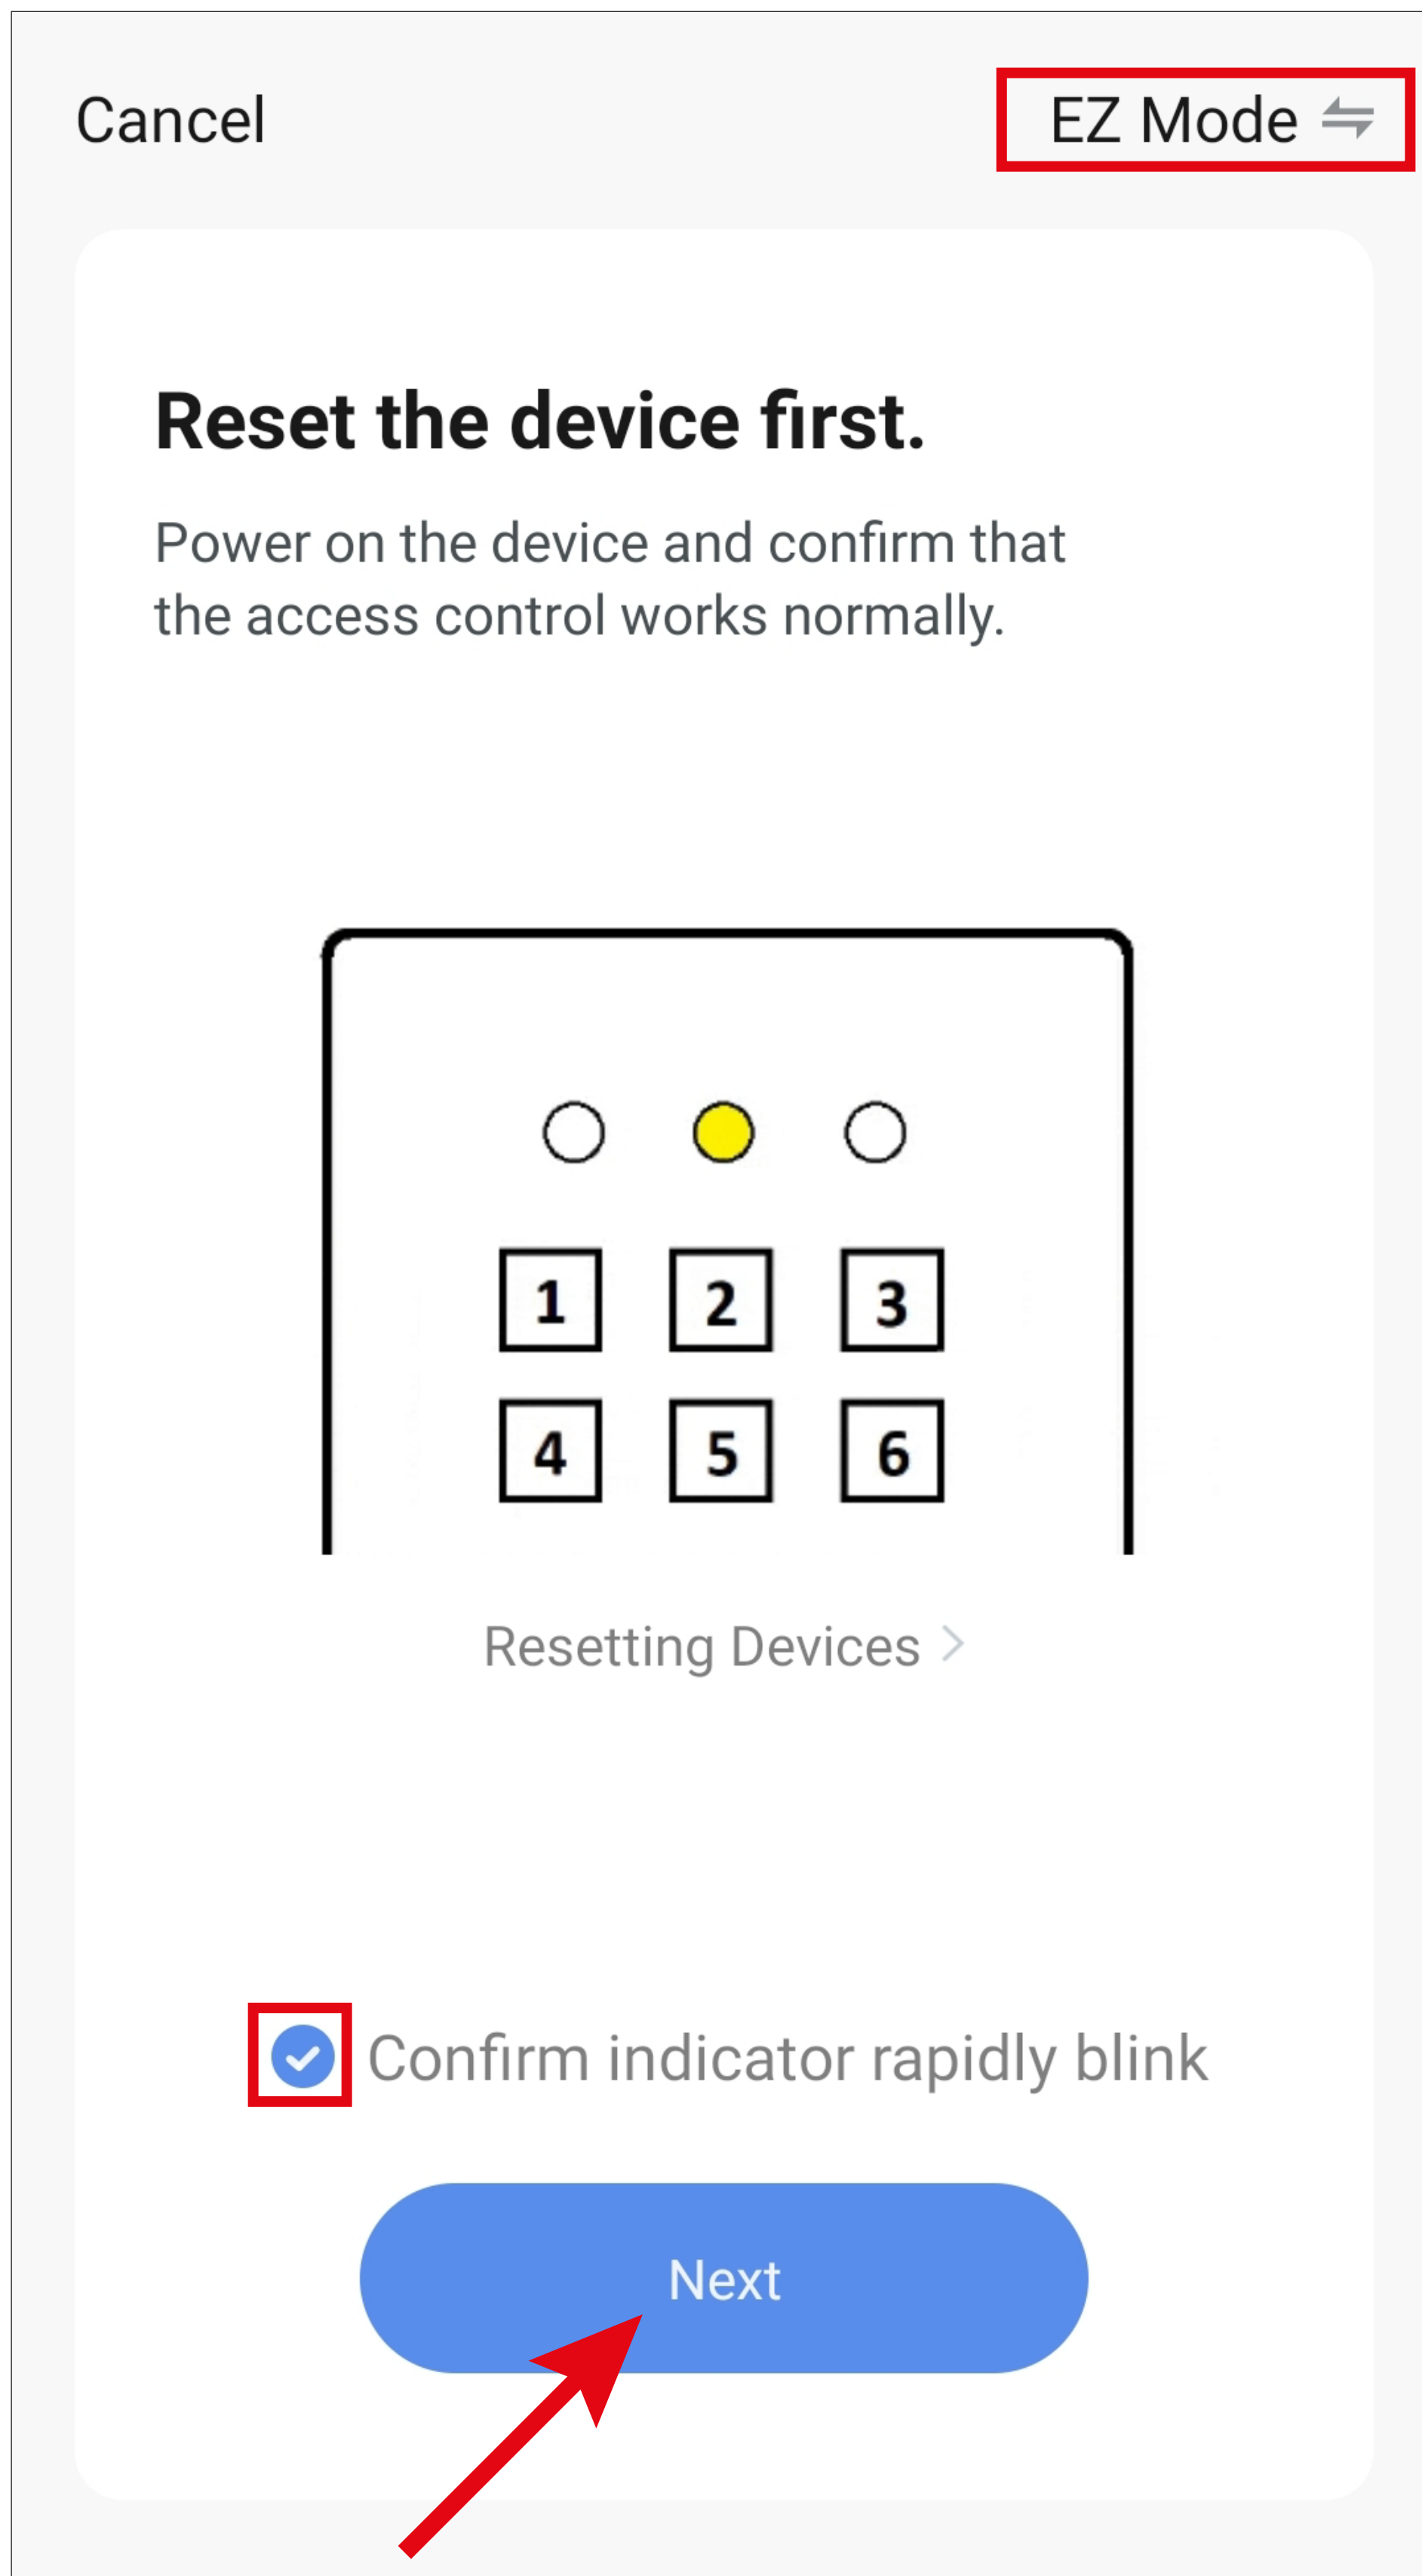 Cancel
EZ Mode
Reset the device first.
Power on the device and confirm that
the access control works normally.
1 2 3
4 5 6
Resetting Devices
Confirm indicator rapidly blink
Next